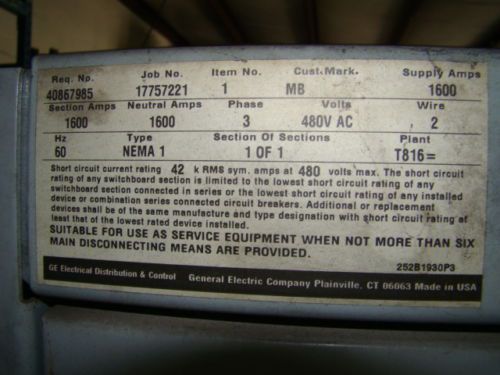 Req. No. Job No. Item No. Cust. Mark. Supply Amps
40867985 17757221 1 MB 1600
Section Amps Neutral Amps Phase Volts Wire
1600 1600 3 480V AC 2
Hz Type Section Of Sections Plant
60 NEMA 1 1 OF 1 T816=
Short circuit current rating 42 k RMS sym. amps at 480 volts max. The short circuit
rating of any switchboard section is limited to the lowest short circuit rating of any
switchboard section connected in series or the lowest short circuit rating of any installed
device or combination series connected circuit breakers. Additional or replacement
devices shall be of the same manufacture and type designation with short circuit rating at
least that of the lowest rated device installed.
SUITABLE FOR USE AS SERVICE EQUIPMENT WHEN NOT MORE THAN SIX
MAIN DISCONNECTING MEANS ARE PROVIDED.
252B1930P3
GE Electrical Distribution & Control General Electric Company Plainville, CT 06063 Made in USA